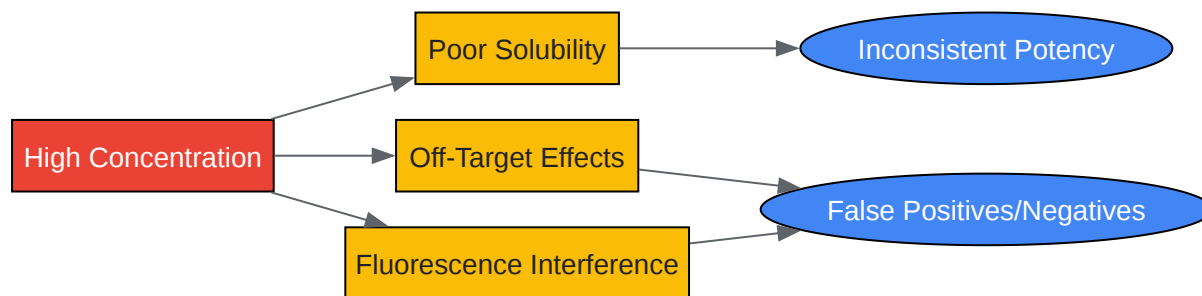 Poor Solubility
Inconsistent Potency
High Concentration
Off-Target Effects
False Positives/Negatives
Fluorescence Interference